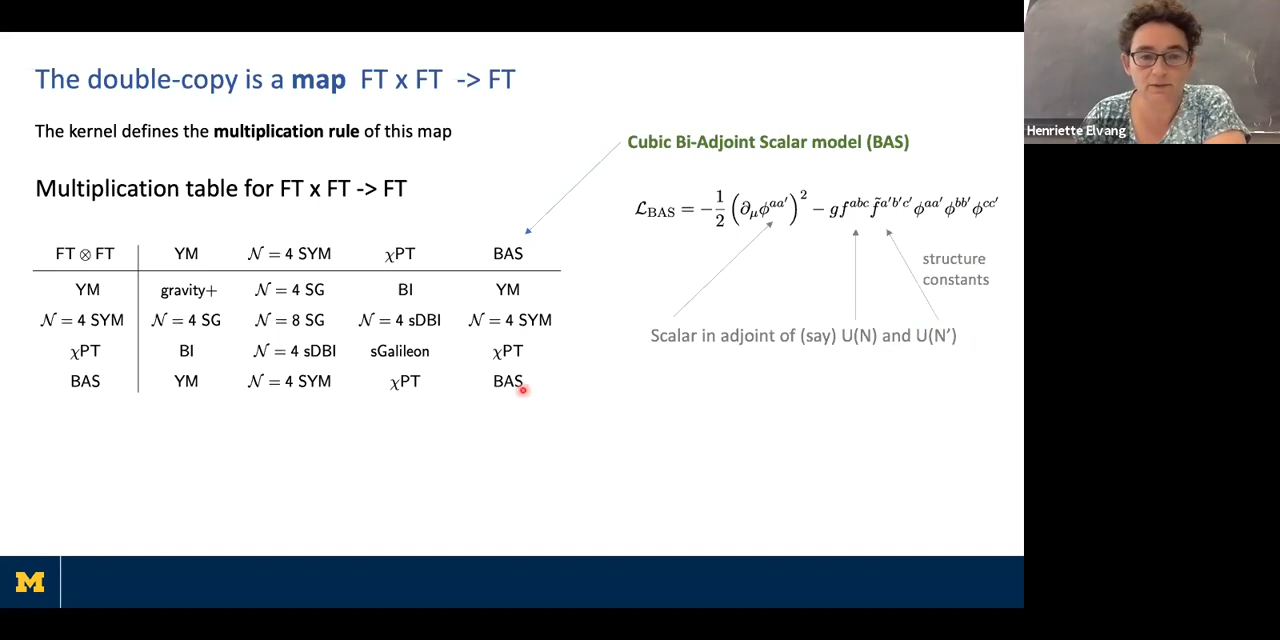 The double-copy is a map FT x FT -> FT
Henriette Elvang
The kernel defines the multiplication rule of this map
Cubic Bi-Adjoint Scalar model (BAS)
Multiplication table for FT x FT -> FT
ℒ_BAS = −1/2 (∂_μ ϕ^{aa′})^2 − g f^{abc} f̃^{a′b′c′} ϕ^{aa′} ϕ^{bb′} ϕ^{cc′}
FT ⊗ FT YM 𝒩 = 4 SYM χPT BAS
YM gravity+ 𝒩 = 4 SG BI YM
𝒩 = 4 SYM 𝒩 = 4 SG 𝒩 = 8 SG 𝒩 = 4 sDBI 𝒩 = 4 SYM
χPT BI 𝒩 = 4 sDBI sGalileon χPT
BAS YM 𝒩 = 4 SYM χPT BAS
structure
constants
Scalar in adjoint of (say) U(N) and U(N’)
M